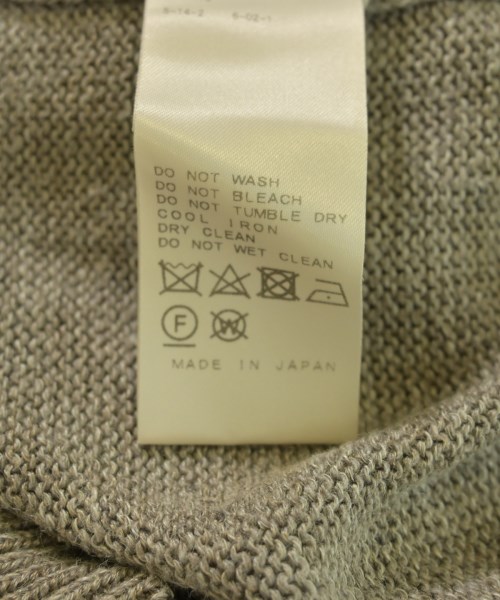 DO NOT WASH
DO NOT BLEACH
DO NOT TUMBLE DRY
COOL IRON
DRY CLEAN
DO NOT WET CLEAN
F W
MADE IN JAPAN